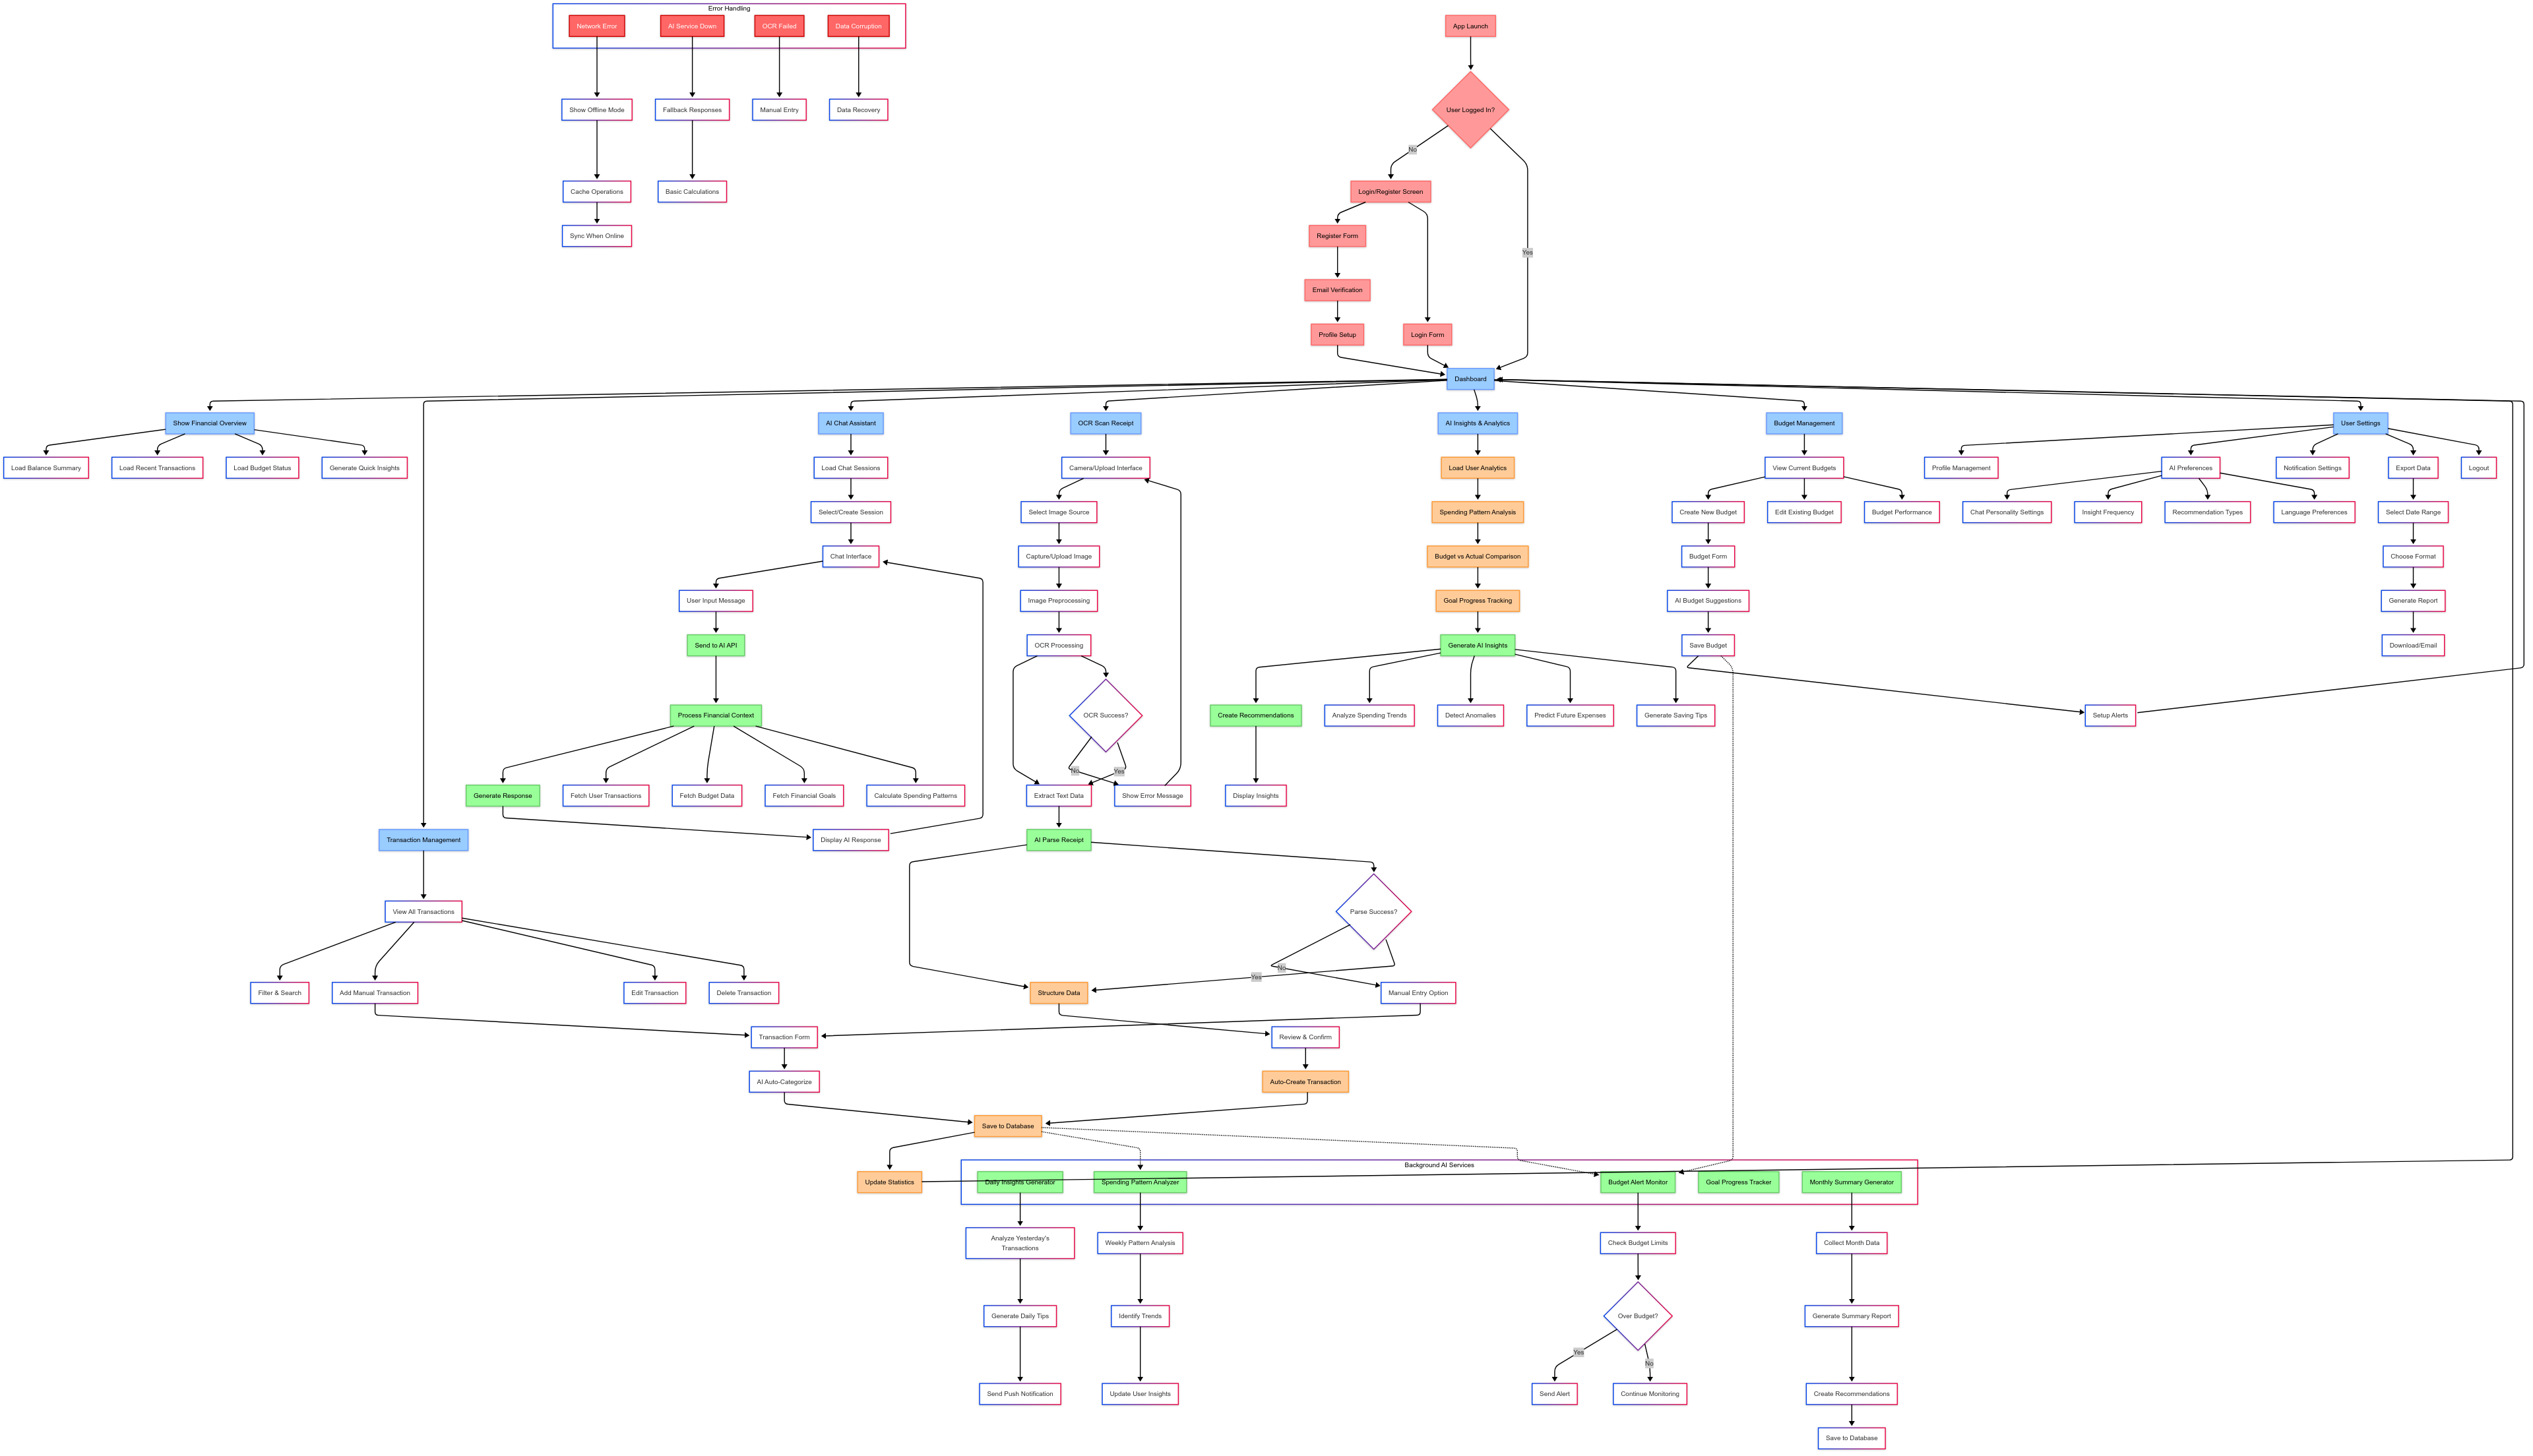 Error Handling
Network Error
AI Service Down
OCR Failed
Data Corruption
App Launch
Show Offline Mode
Fallback Responses
Manual Entry
Data Recovery
User Logged In?
No
Cache Operations
Basic Calculations
Login/Register Screen
Sync When Online
Register Form
Yes
Email Verification
Profile Setup
Login Form
Dashboard
Show Financial Overview
AI Chat Assistant
OCR Scan Receipt
AI Insights & Analytics
Budget Management
User Settings
Load Balance Summary
Load Recent Transactions
Load Budget Status
Generate Quick Insights
Load Chat Sessions
Camera/Upload Interface
Load User Analytics
View Current Budgets
Profile Management
AI Preferences
Notification Settings
Export Data
Logout
Select/Create Session
Select Image Source
Spending Pattern Analysis
Create New Budget
Edit Existing Budget
Budget Performance
Chat Personality Settings
Insight Frequency
Recommendation Types
Language Preferences
Select Date Range
Chat Interface
Capture/Upload Image
Budget vs Actual Comparison
Budget Form
Choose Format
User Input Message
Image Preprocessing
Goal Progress Tracking
AI Budget Suggestions
Generate Report
Send to AI API
OCR Processing
Generate AI Insights
Save Budget
Download/Email
Process Financial Context
OCR Success?
Create Recommendations
Analyze Spending Trends
Detect Anomalies
Predict Future Expenses
Generate Saving Tips
Setup Alerts
No
Yes
Generate Response
Fetch User Transactions
Fetch Budget Data
Fetch Financial Goals
Calculate Spending Patterns
Extract Text Data
Show Error Message
Display Insights
Transaction Management
Display AI Response
AI Parse Receipt
View All Transactions
Parse Success?
No
Yes
Filter & Search
Add Manual Transaction
Edit Transaction
Delete Transaction
Structure Data
Manual Entry Option
Transaction Form
Review & Confirm
AI Auto-Categorize
Auto-Create Transaction
Save to Database
Background AI Services
Update Statistics
Daily Insights Generator
Spending Pattern Analyzer
Budget Alert Monitor
Goal Progress Tracker
Monthly Summary Generator
Analyze Yesterday's
Transactions
Weekly Pattern Analysis
Check Budget Limits
Collect Month Data
Generate Daily Tips
Identify Trends
Over Budget?
Generate Summary Report
Yes
No
Send Push Notification
Update User Insights
Send Alert
Continue Monitoring
Create Recommendations
Save to Database